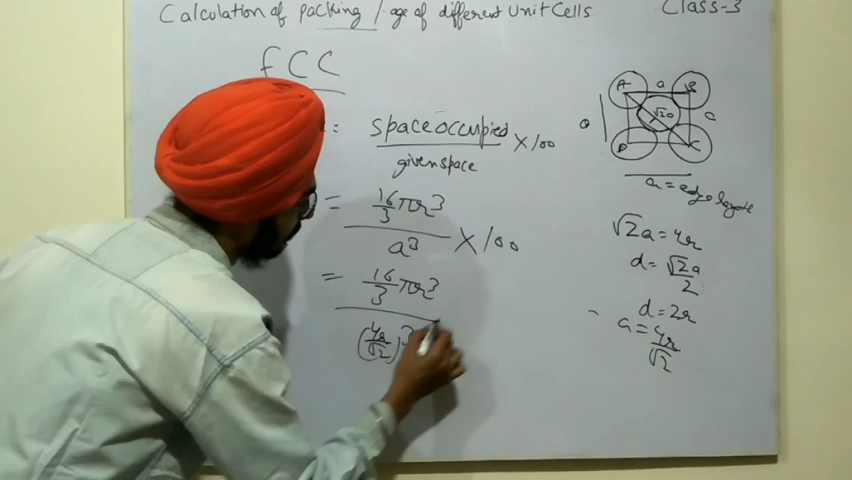 Calculation of packing / age of different Unit Cells Class-3
fCC
: space occupied / given space X 100
A a B
√2a
a a
D C
a = edge length
= 16/3 πr³ / a³ X 100
√2a = 4r
d = √2a/2
= 16/3 πr³ / (4r/√2)³
d = 2r
a = 4r/√2